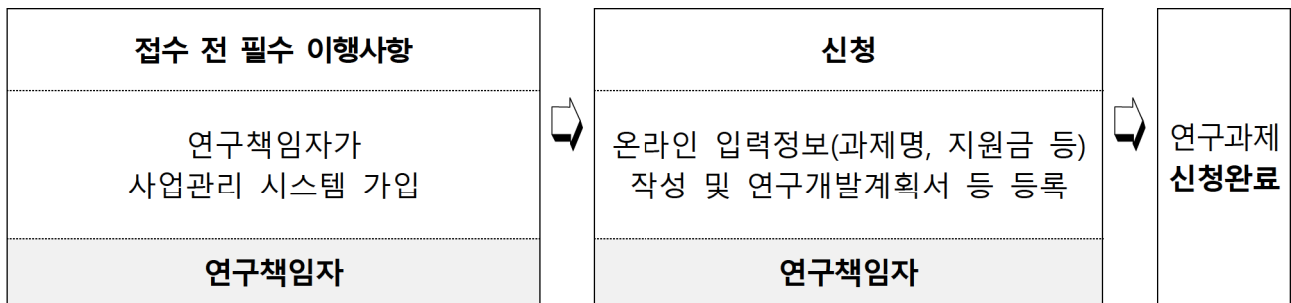 접수 전 필수 이행사항
연구책임자가
사업관리 시스템 가입
연구책임자
신청
온라인 입력정보(과제명, 지원금 등)
작성 및 연구개발계획서 등 등록
연구책임자
연구과제
신청완료